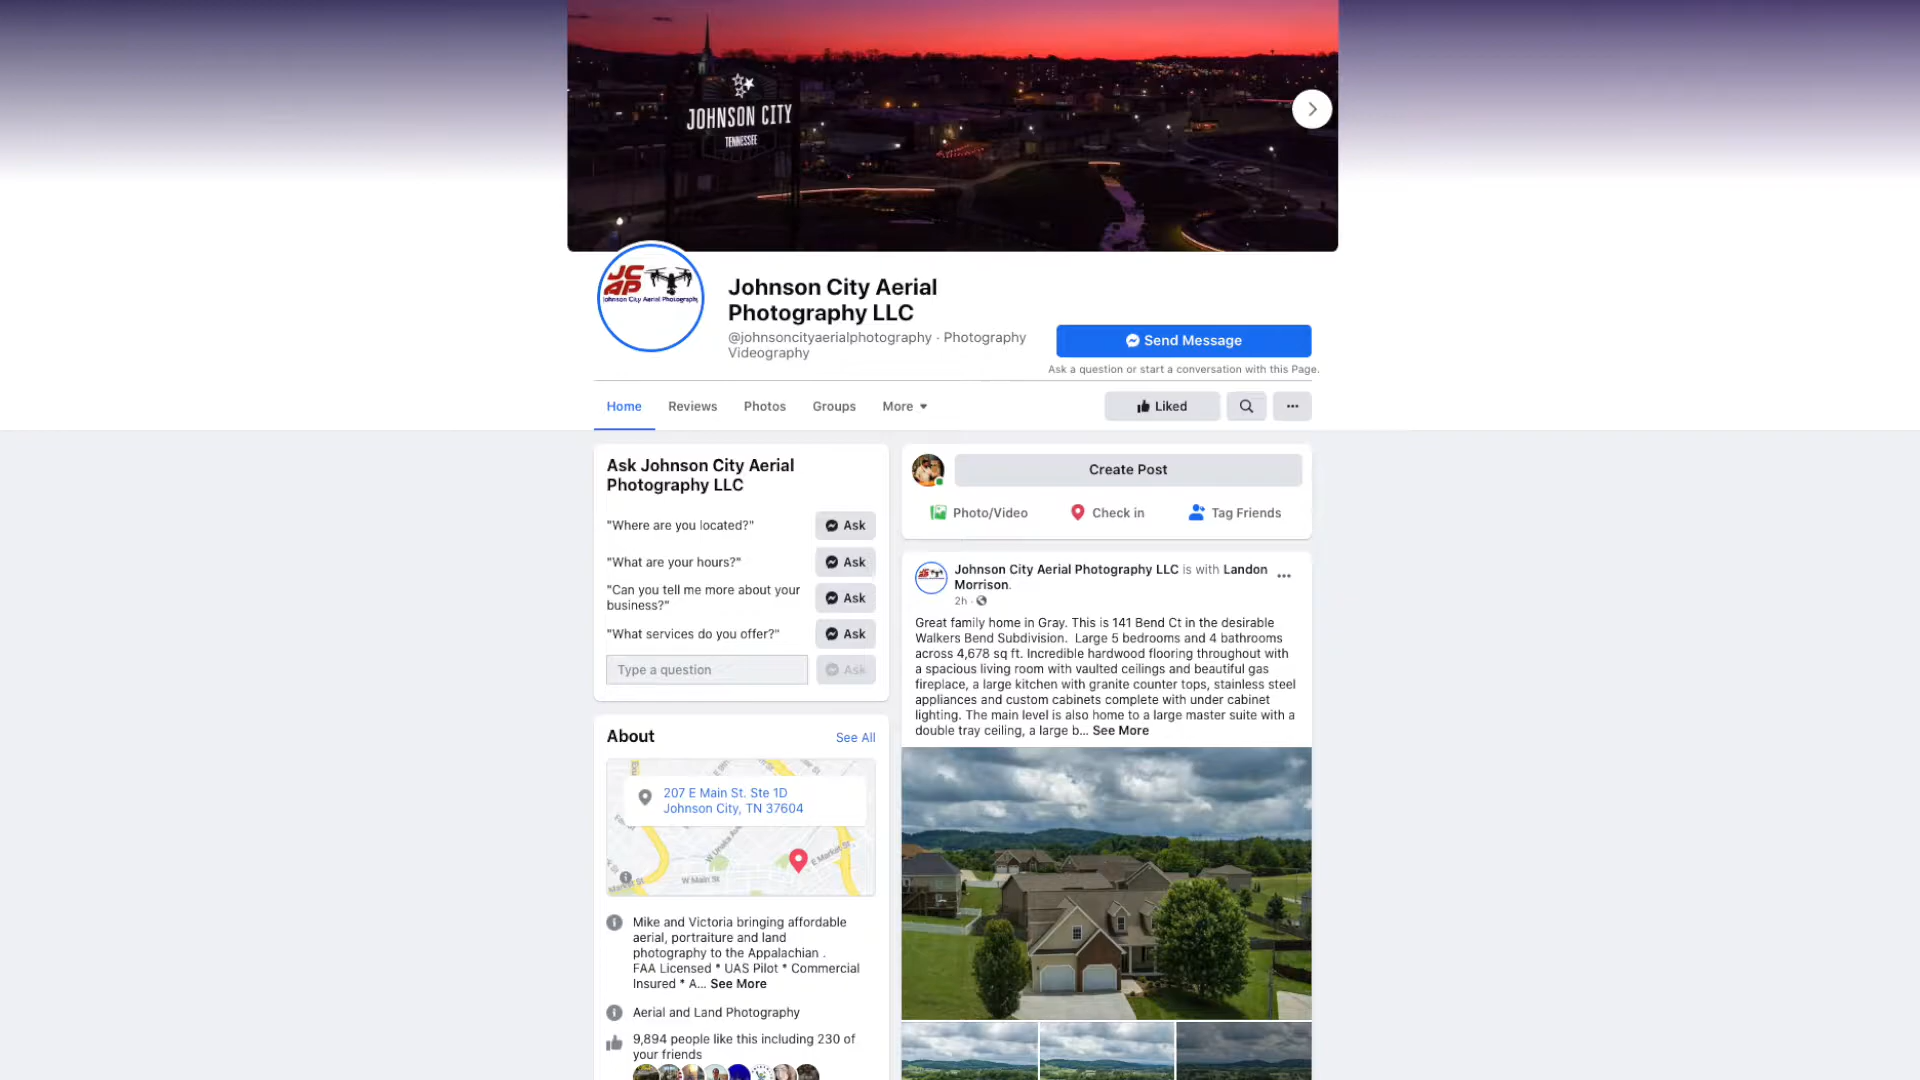 JOHNSON CITY
TENNESSEE
JC
AP
Johnson City Aerial Photography
Johnson City Aerial
Photography LLC
@johnsoncityaerialphotography · Photography
Videography
Send Message
Ask a question or start a conversation with this Page.
Home
Reviews
Photos
Groups
More
Liked
Ask Johnson City Aerial
Photography LLC
"Where are you located?"
Ask
"What are your hours?"
Ask
"Can you tell me more about your
business?"
Ask
"What services do you offer?"
Ask
Type a question
Ask
About
See All
207 E Main St. Ste 1D
Johnson City, TN 37604
W Unaka Ave
E Market St.
W Main St
Market St.
Mike and Victoria bringing affordable
aerial, portraiture and land
photography to the Appalachian .
FAA Licensed * UAS Pilot * Commercial
Insured * A... See More
Aerial and Land Photography
9,894 people like this including 230 of
your friends
Create Post
Photo/Video
Check in
Tag Friends
Johnson City Aerial Photography LLC is with Landon
Morrison.
2h ·
Great family home in Gray. This is 141 Bend Ct in the desirable
Walkers Bend Subdivision. Large 5 bedrooms and 4 bathrooms
across 4,678 sq ft. Incredible hardwood flooring throughout with
a spacious living room with vaulted ceilings and beautiful gas
fireplace, a large kitchen with granite counter tops, stainless steel
appliances and custom cabinets complete with under cabinet
lighting. The main level is also home to a large master suite with a
double tray ceiling, a large b... See More